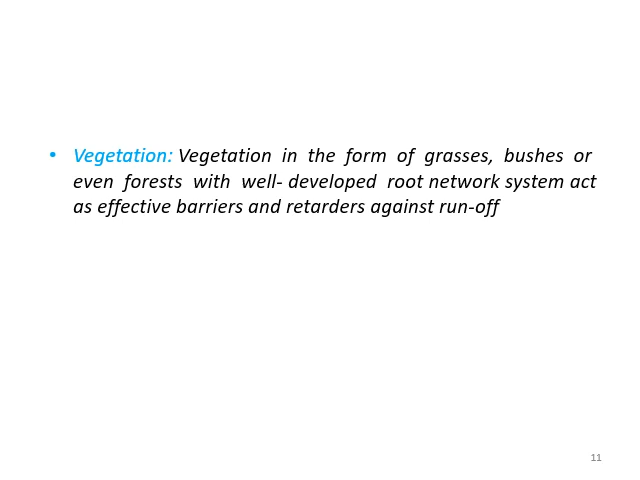 • Vegetation: Vegetation in the form of grasses, bushes or
even forests with well- developed root network system act
as effective barriers and retarders against run-off
11